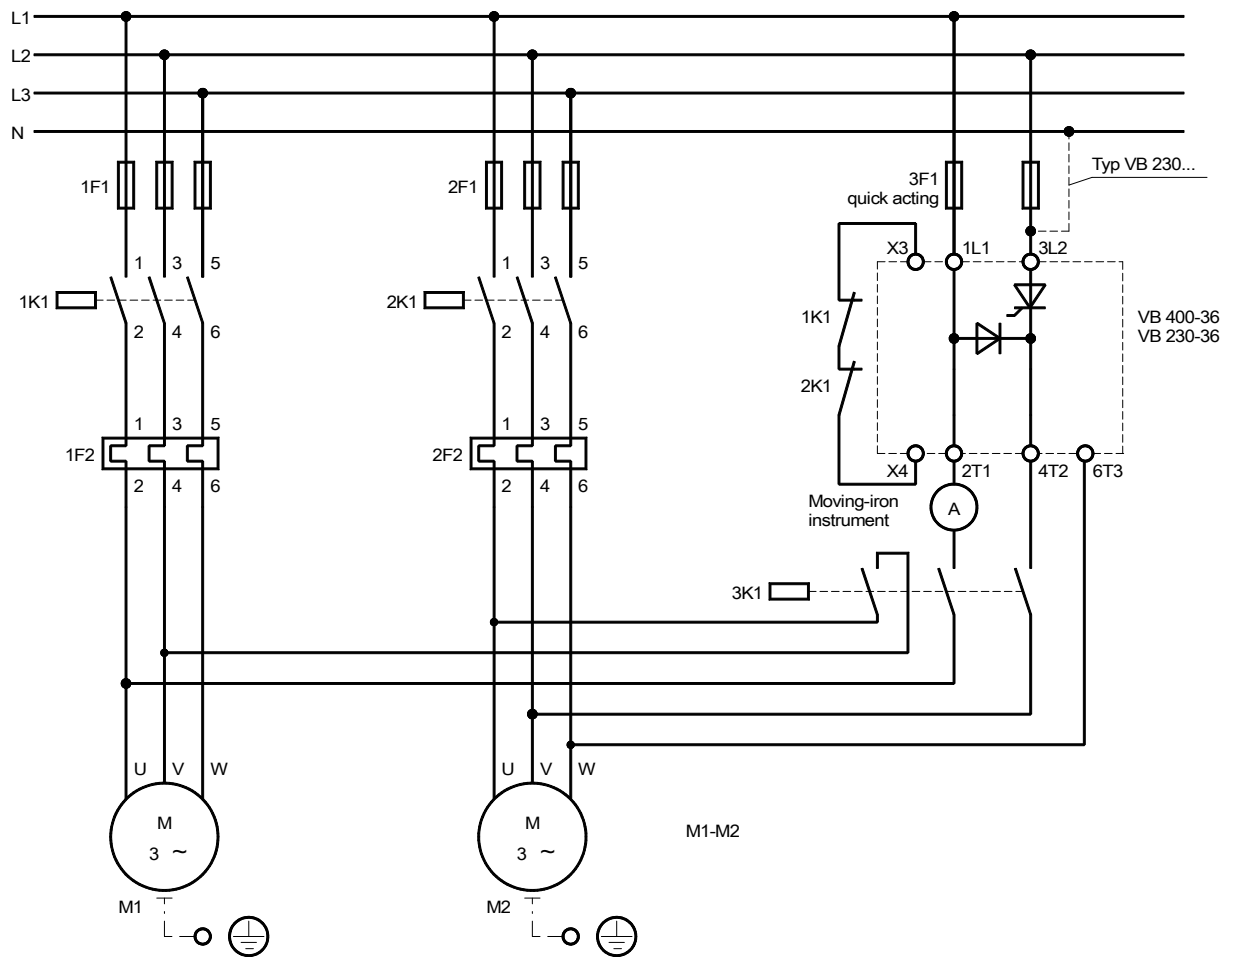 L1
L2
L3
N
1F1
2F1
3F1
quick acting
Typ VB 230...
X3
1L1
3L2
1 3 5
1 3 5
1K1
2K1
1K1
VB 400-36
VB 230-36
2 4 6
2 4 6
2K1
1 3 5
1 3 5
1F2
2F2
X4
2T1
4T2
6T3
2 4 6
2 4 6
Moving-iron
instrument
A
3K1
U V W
U V W
M
3 ~
M
3 ~
M1-M2
M1
M2